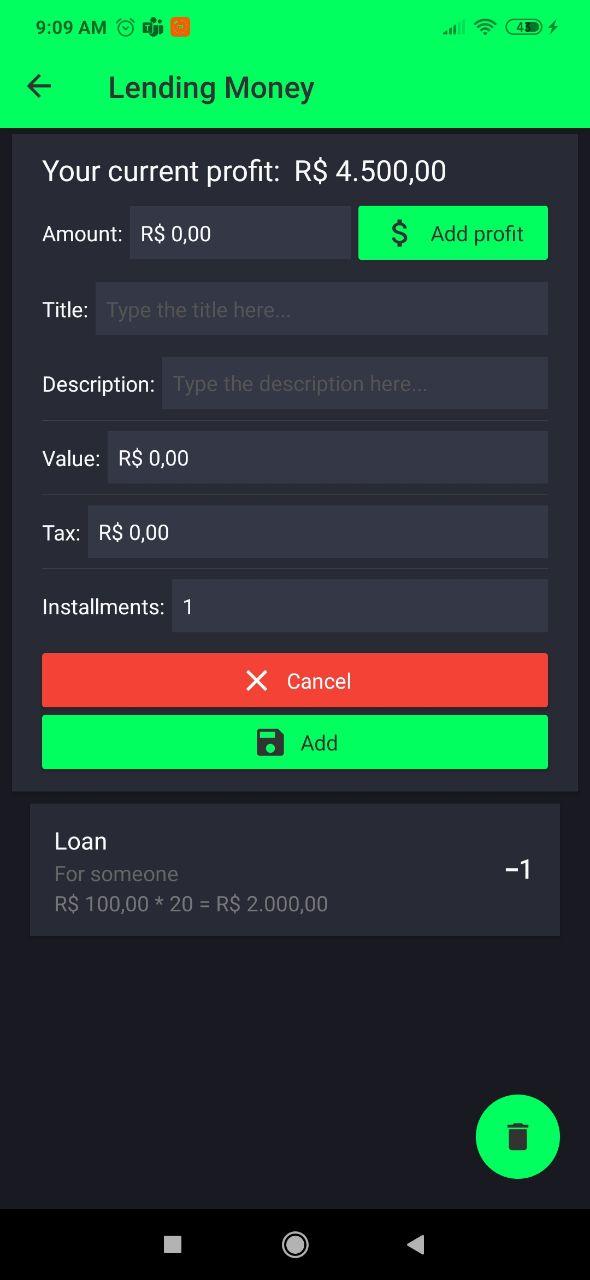 9:09 AM
Lending Money
Your current profit: R$ 4.500,00
Amount: R$ 0,00 $ Add profit
Title: Type the title here...
Description: Type the description here...
Value: R$ 0,00
Tax: R$ 0,00
Installments: 1
Cancel
Add
Loan
For someone
−1
R$ 100,00 * 20 = R$ 2.000,00